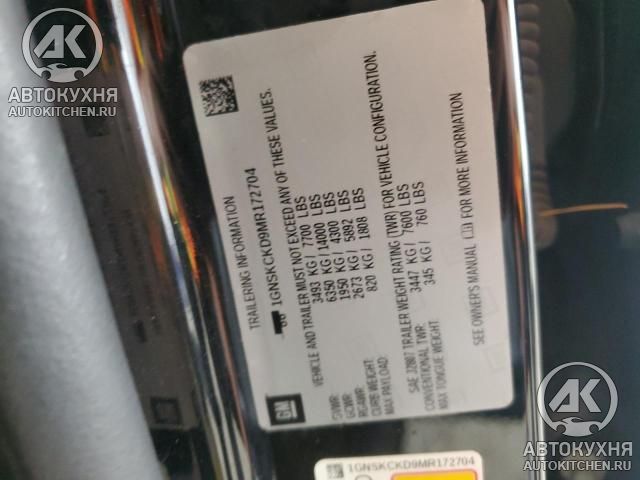 AK
АВТОКУХНЯ
AUTOKITCHEN.RU
TRAILERING INFORMATION
1GNSKCKD9MR172704
VEHICLE AND TRAILER MUST NOT EXCEED ANY OF THESE VALUES.
GVWR: 3493 KG / 7700 LBS
GCWR: 6350 KG / 14000 LBS
RGAWR: 1950 KG / 4300 LBS
CURB WEIGHT: 2673 KG / 5892 LBS
MAX PAYLOAD: 820 KG / 1808 LBS
SAE J2807 TRAILER WEIGHT RATING (TWR) FOR VEHICLE CONFIGURATION.
CONVENTIONAL TWR: 3447 KG / 7600 LBS
MAX TONGUE WEIGHT: 345 KG / 760 LBS
SEE OWNER'S MANUAL FOR MORE INFORMATION
GM
1GNSKCKD9MR172704
AK
АВТОКУХНЯ
AUTOKITCHEN.RU